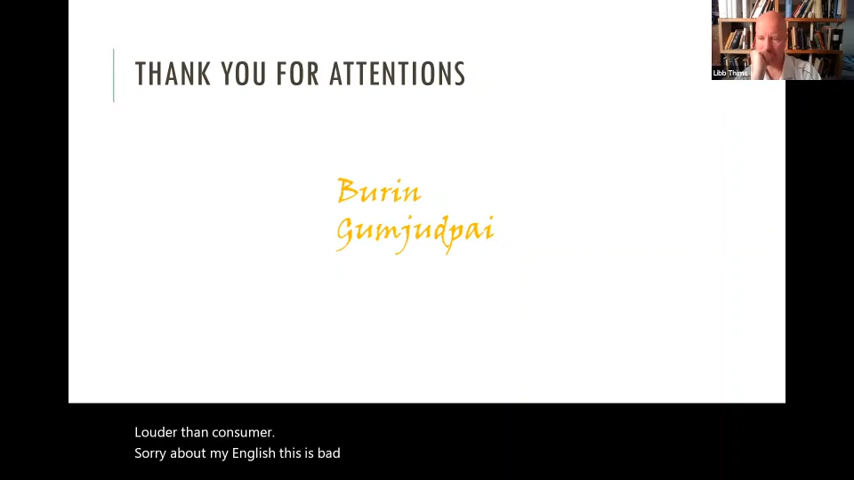 THANK YOU FOR ATTENTIONS
Libb Thims
Burin
Gumjudpai
Louder than consumer.
Sorry about my English this is bad